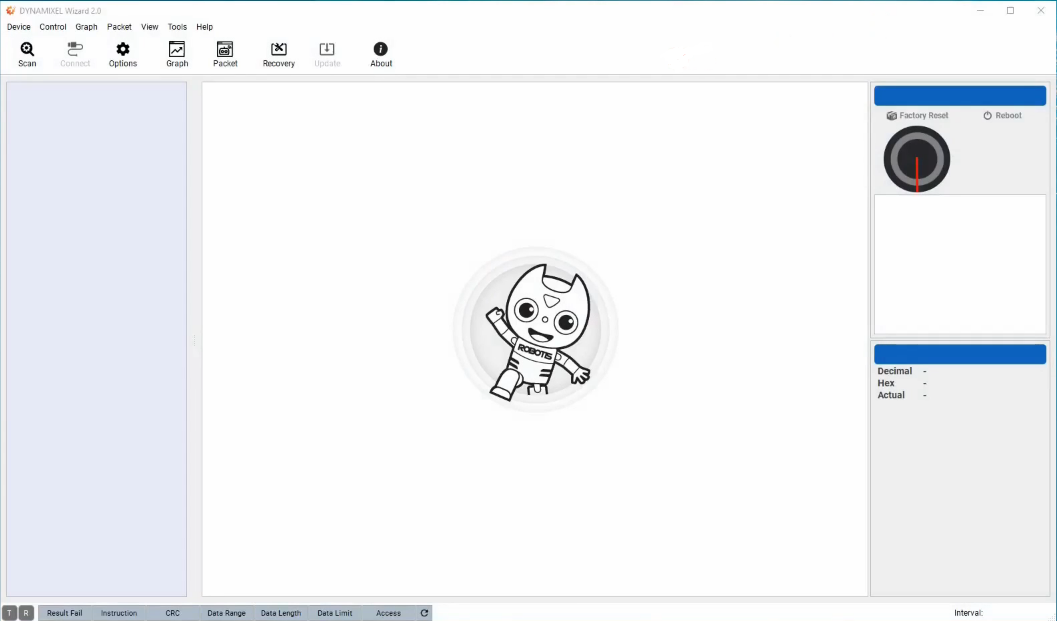 DYNAMIXEL Wizard 2.0
Device Control Graph Packet View Tools Help
Scan Connect Options Graph Packet Recovery Update About
Factory Reset Reboot
ROBOTIS
Decimal -
Hex -
Actual -
T R Result Fail Instruction CRC Data Range Data Length Data Limit Access Interval: